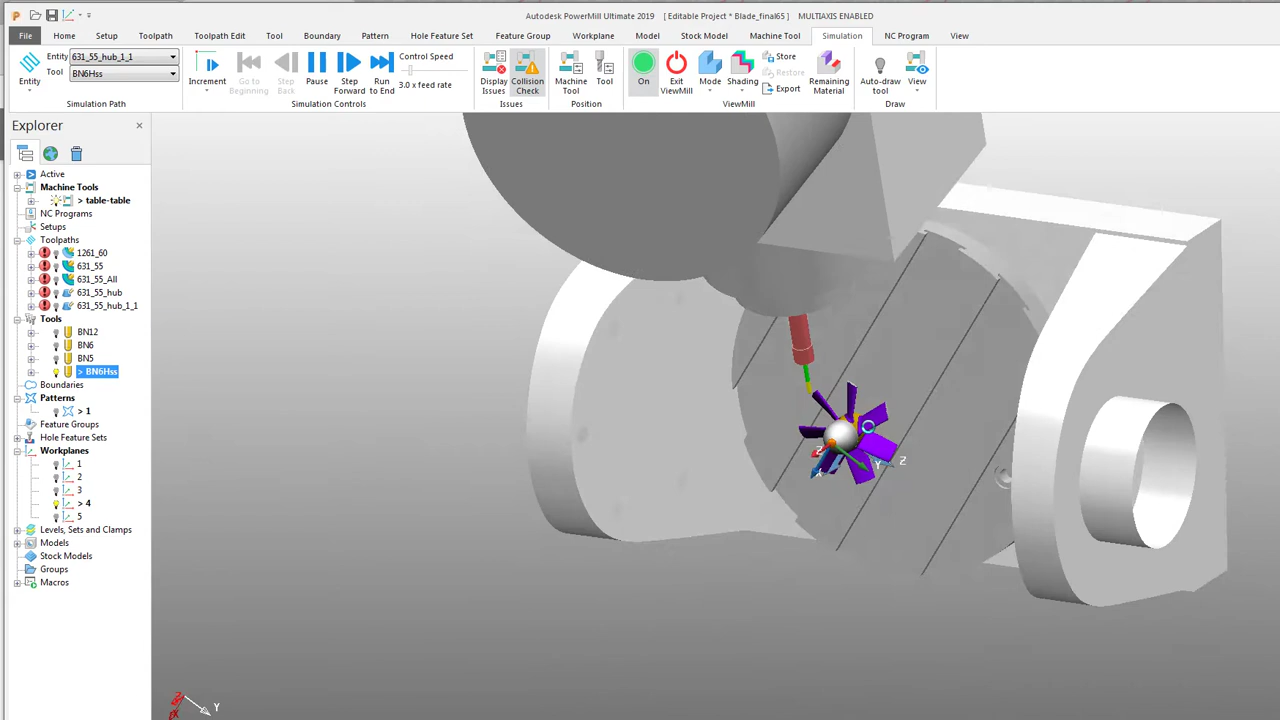 Autodesk PowerMill Ultimate 2019 [ Editable Project * Blade_final65 ] MULTIAXIS ENABLED
File Home Setup Toolpath Toolpath Edit Tool Boundary Pattern Hole Feature Set Feature Group Workplane Model Stock Model Machine Tool Simulation NC Program View
Entity
Entity 631_55_hub_1_1
Tool BN6Hss
Simulation Path
Increment
Go to Beginning
Step Back
Pause
Step Forward
Run to End
Control Speed
3.0 x feed rate
Simulation Controls
Display Issues
Collision Check
Issues
Machine Tool
Tool
Position
On
Exit ViewMill
Mode
Shading
Store
Restore
Export
Remaining Material
ViewMill
Auto-draw tool
View
Draw
Explorer
Active
Machine Tools
> table-table
NC Programs
Setups
Toolpaths
1261_60
631_55
631_55_All
631_55_hub
631_55_hub_1_1
Tools
BN12
BN6
BN5
> BN6Hss
Boundaries
Patterns
> 1
Feature Groups
Hole Feature Sets
Workplanes
1
2
3
> 4
5
Levels, Sets and Clamps
Models
Stock Models
Groups
Macros
Z
X
Y
Z
Y